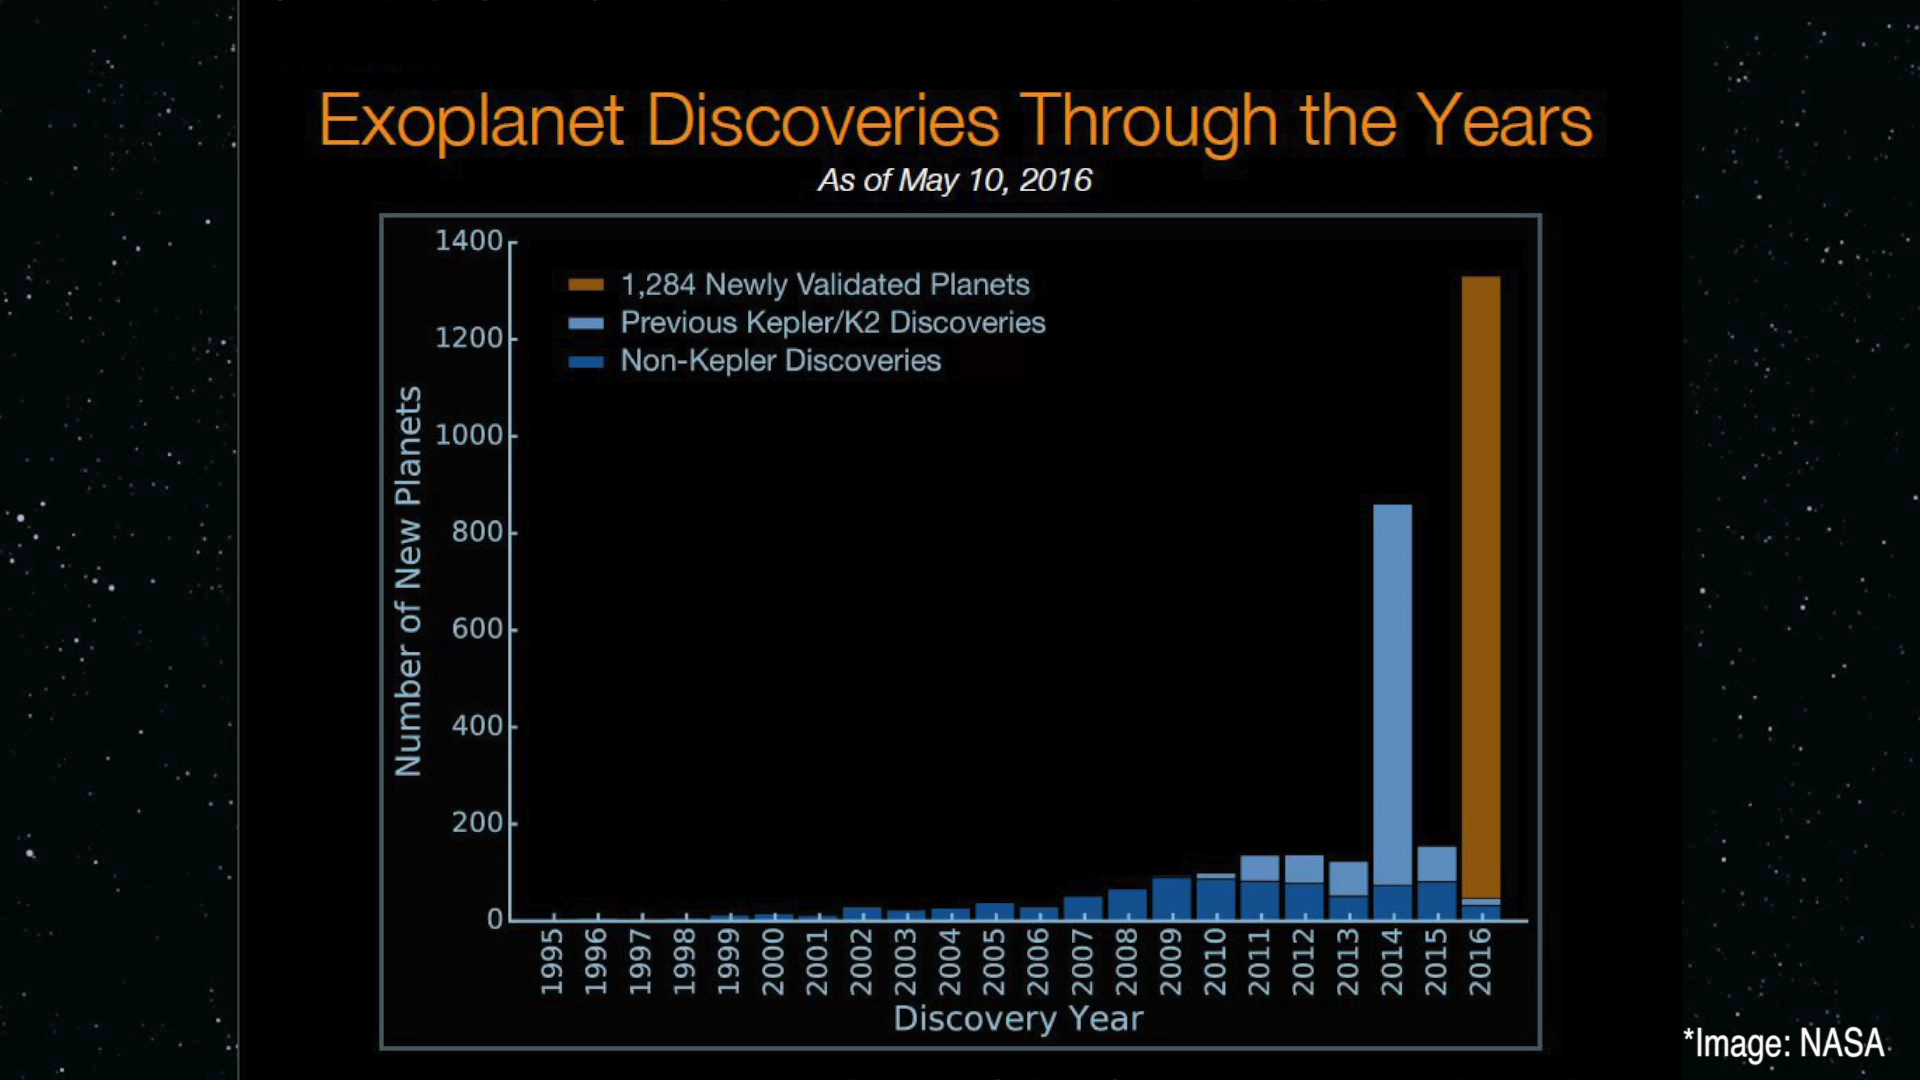 Exoplanet Discoveries Through the Years
As of May 10, 2016
1400
1200
1000
800
600
400
200
0
Number of New Planets
1,284 Newly Validated Planets
Previous Kepler/K2 Discoveries
Non-Kepler Discoveries
1995 1996 1997 1998 1999 2000 2001 2002 2003 2004 2005 2006 2007 2008 2009 2010 2011 2012 2013 2014 2015 2016
Discovery Year
*Image: NASA